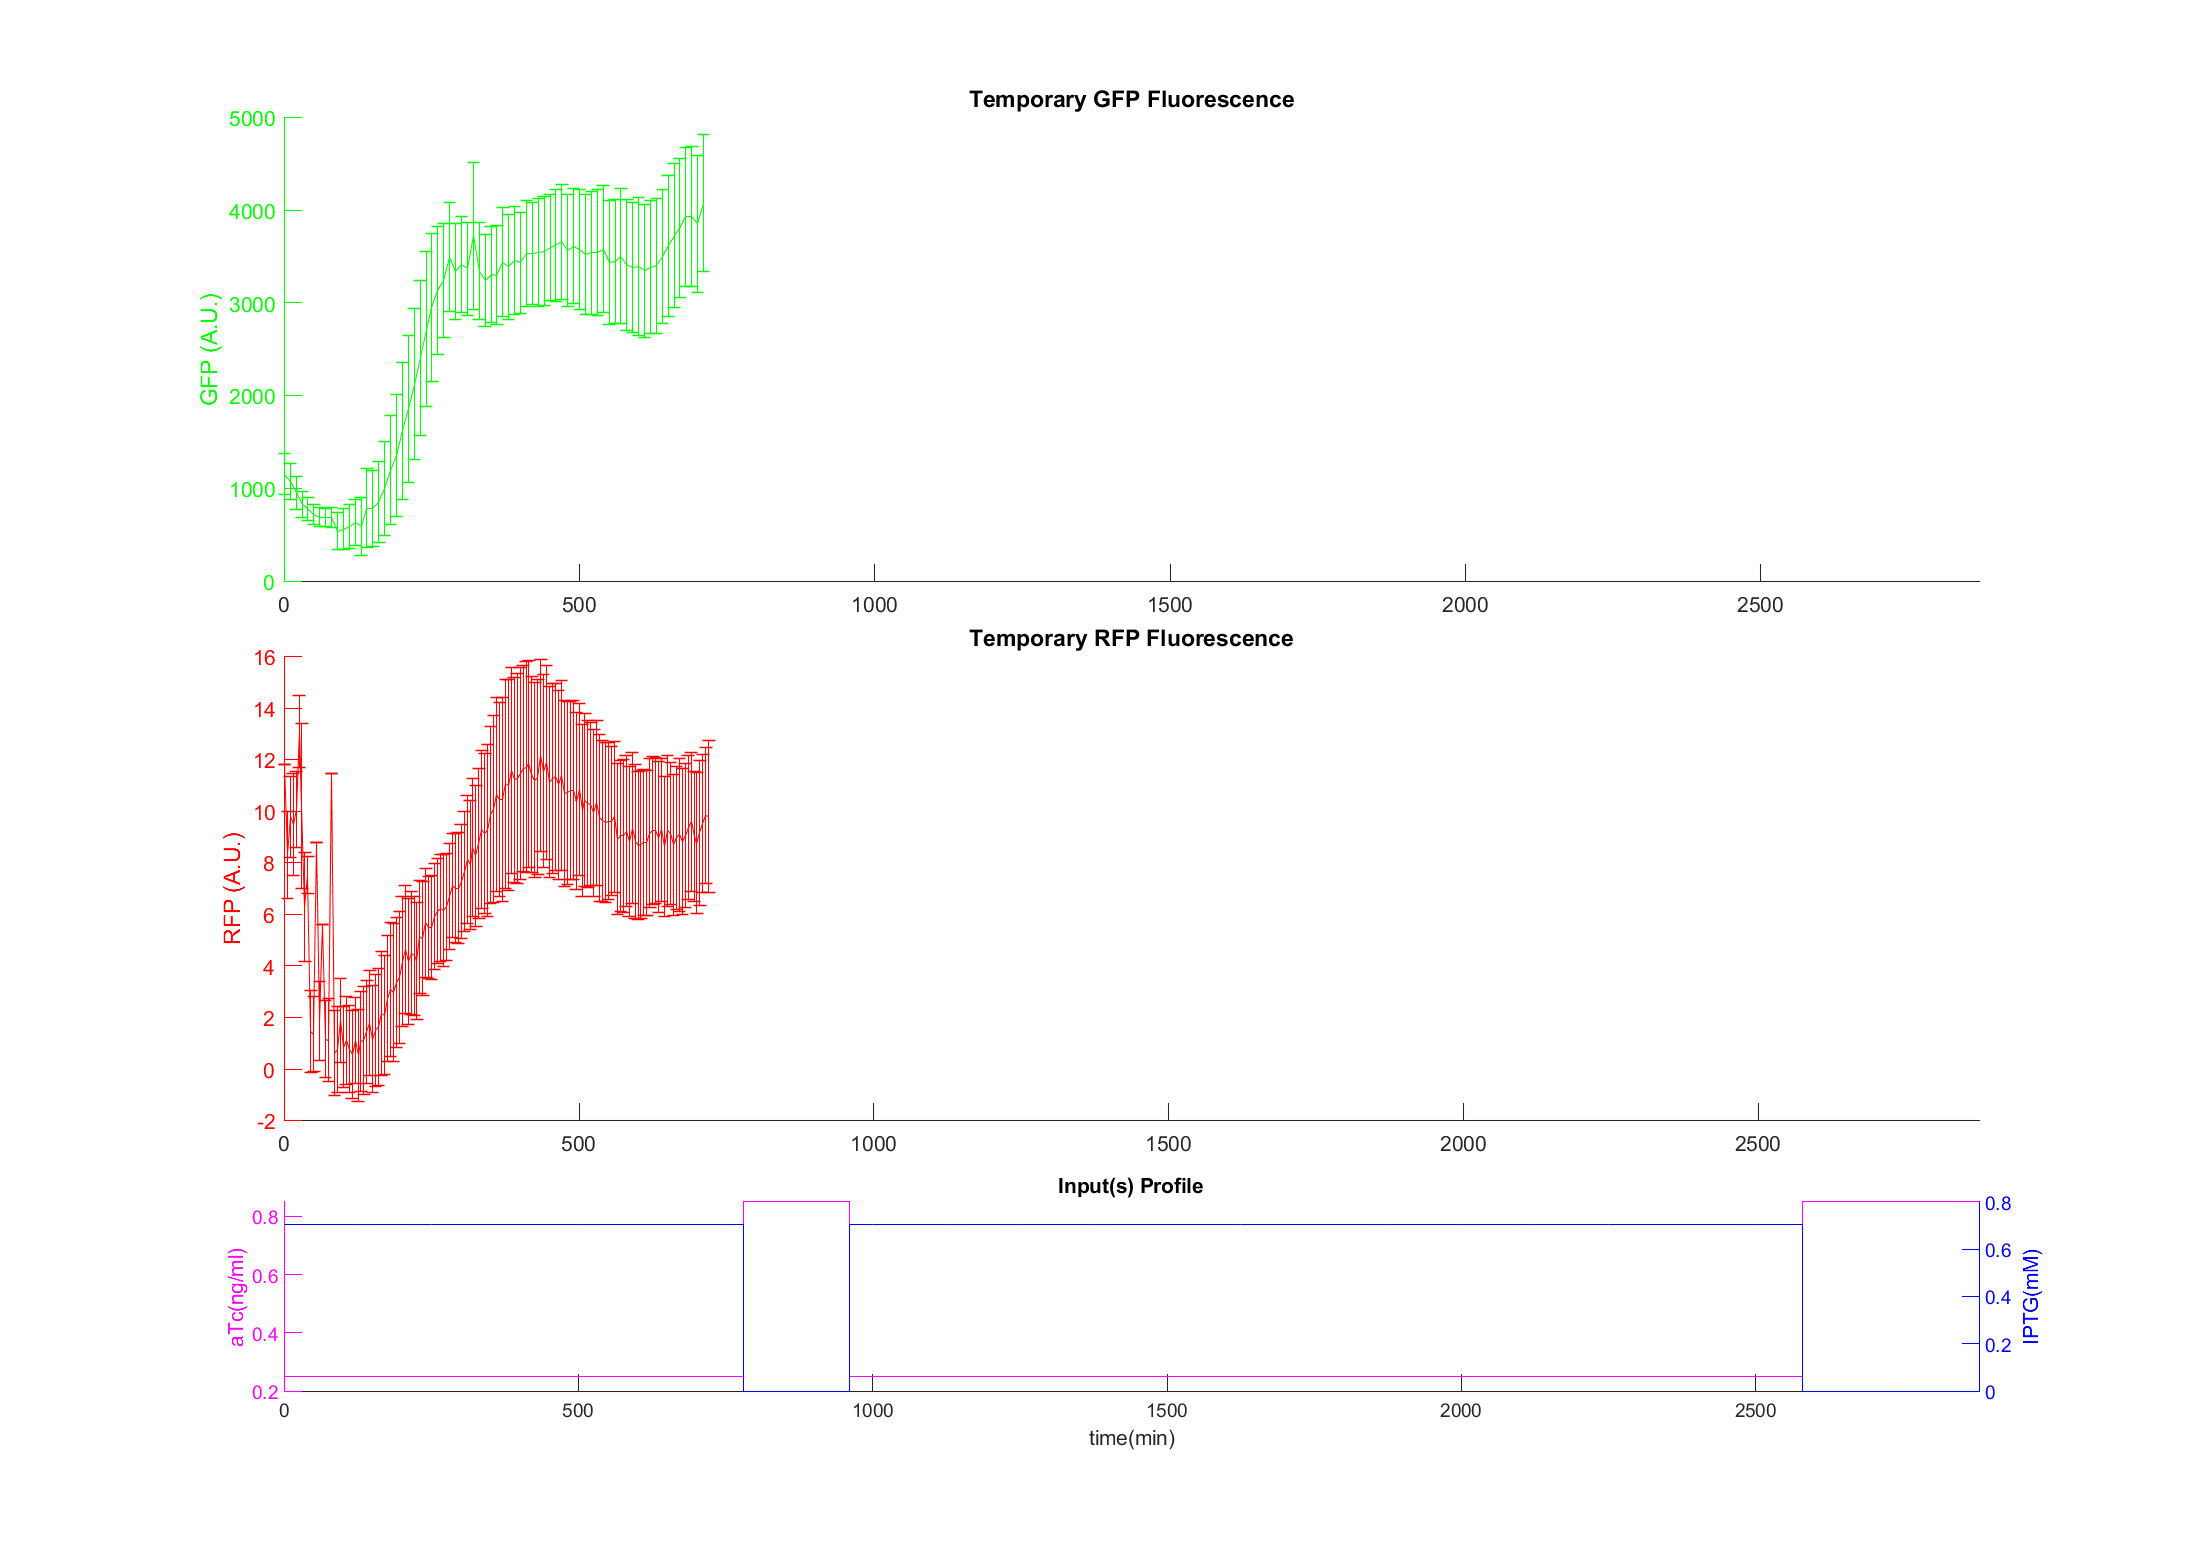 Temporary GFP Fluorescence
5000
4000
3000
2000
1000
0
GFP (A.U.)
0 500 1000 1500 2000 2500
Temporary RFP Fluorescence
16
14
12
10
8
6
4
2
0
-2
RFP (A.U.)
0 500 1000 1500 2000 2500
Input(s) Profile
0.8
0.6
0.4
0.2
aTc(ng/ml)
0.8
0.6
0.4
0.2
0
IPTG(mM)
0 500 1000 1500 2000 2500
time(min)